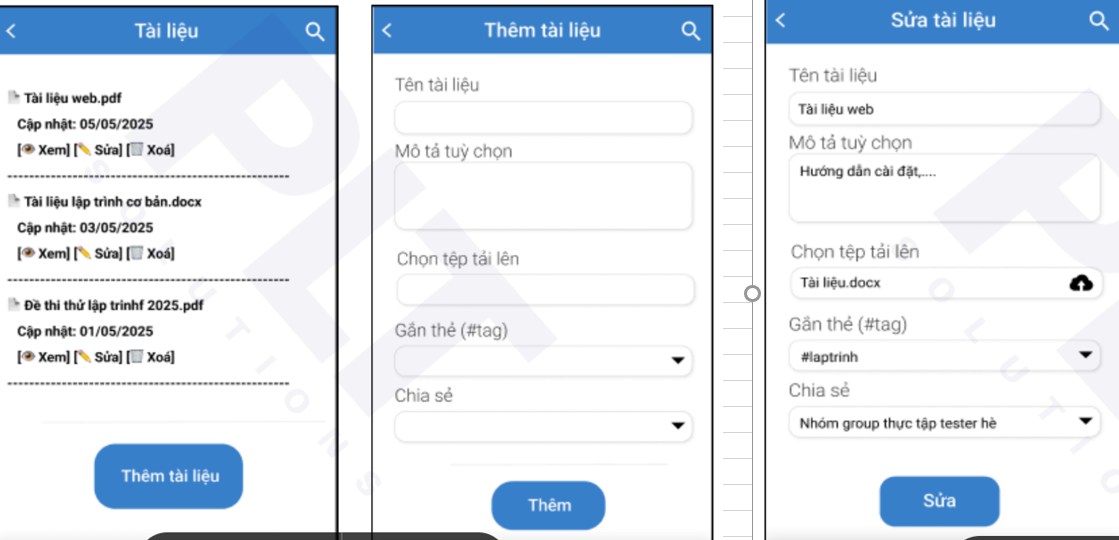 Tài liệu
Tài liệu web.pdf
Cập nhật: 05/05/2025
[👁 Xem] [✏️ Sửa] [🗑 Xoá]
Tài liệu lập trình cơ bản.docx
Cập nhật: 03/05/2025
[👁 Xem] [✏️ Sửa] [🗑 Xoá]
Đề thi thử lập trinhf 2025.pdf
Cập nhật: 01/05/2025
[👁 Xem] [✏️ Sửa] [🗑 Xoá]
Thêm tài liệu
Thêm tài liệu
Tên tài liệu
Mô tả tuỳ chọn
Chọn tệp tải lên
Gắn thẻ (#tag)
Chia sẻ
Thêm
Sửa tài liệu
Tên tài liệu
Tài liệu web
Mô tả tuỳ chọn
Hướng dẫn cài đặt,....
Chọn tệp tải lên
Tài liệu.docx
Gắn thẻ (#tag)
#laptrinh
Chia sẻ
Nhóm group thực tập tester hè
Sửa
SOLUTIONS